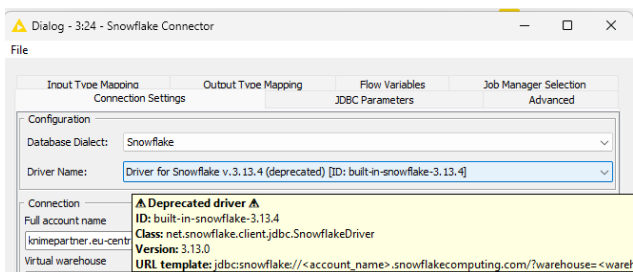 Dialog - 3:24 - Snowflake Connector
File
Input Type Mapping Output Type Mapping Flow Variables Job Manager Selection
Connection Settings JDBC Parameters Advanced
Configuration
Database Dialect: Snowflake
Driver Name: Driver for Snowflake v.3.13.4 (deprecated) [ID: built-in-snowflake-3.13.4]
Connection
⚠ Deprecated driver ⚠
Full account name
ID: built-in-snowflake-3.13.4
knimepartner.eu-centr
Class: net.snowflake.client.jdbc.SnowflakeDriver
Version: 3.13.0
Virtual warehouse
URL template: jdbc:snowflake://<account_name>.snowflakecomputing.com/?warehouse=<wareh